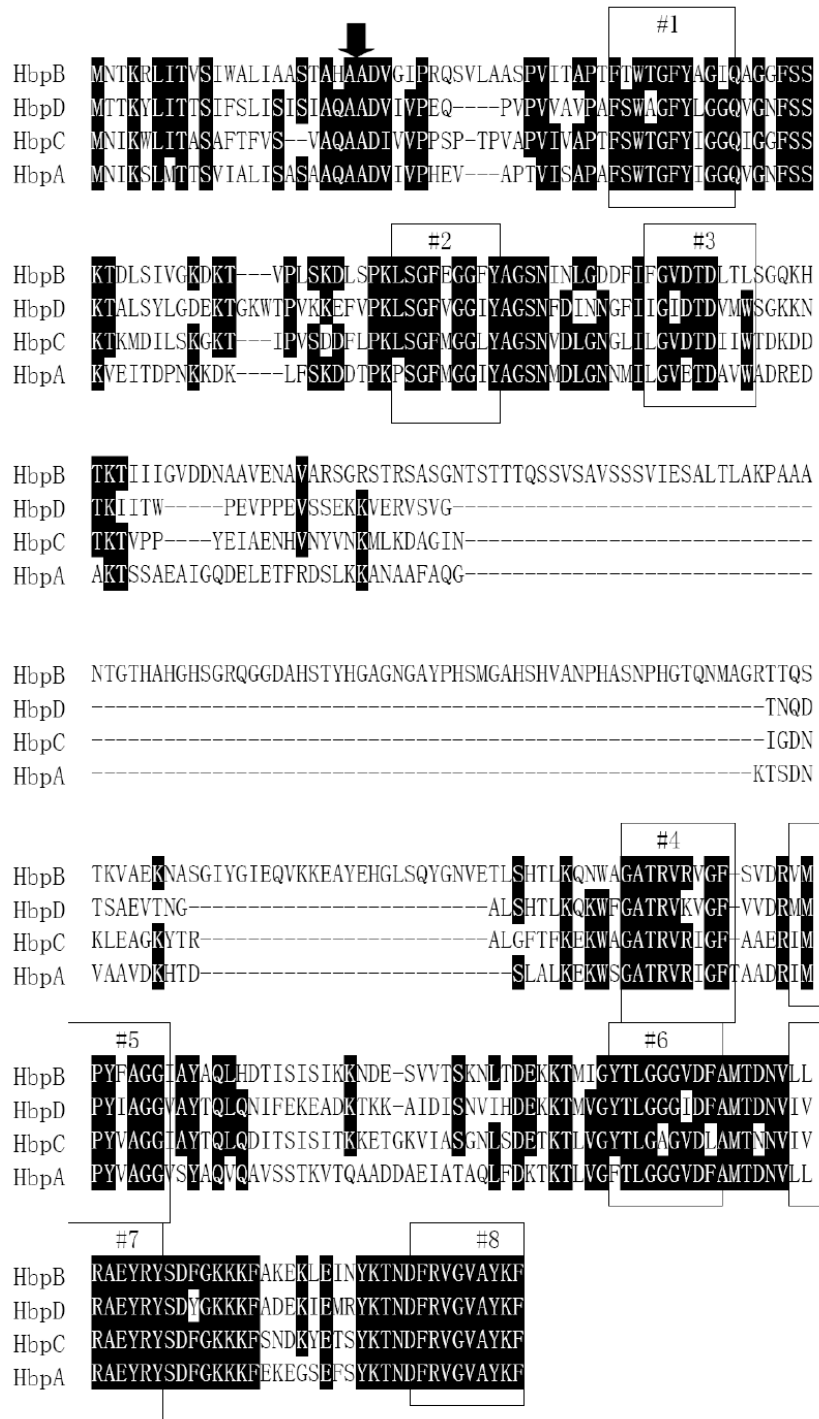 #1
HbpB MNTKRLITVSIWALIAASTAHAADVGIPRQSVLAASPVITAPTFTWTGFYAGIQAGGFSS
HbpD MTTKYLITTSIFSLISISIAQAADVIVPEQ----PVPVVAVPAFSWAGFYLGGQVGNFSS
HbpC MNIKWLITASAFTFVS--VAQAADIVVPPSP-TPVAPVIVAPTFSWTGFYIGGQIGGFSS
HbpA MNIKSLMTTSVIALISASAAQAADVIVPHEV---APTVISAPAFSWTGFYIGGQVGNFSS
#2 #3
HbpB KTDLSIVGKDKT---VPLSKDLSPKLSGFEGGFYAGSNINLGDDFIFGVDTDLTLSGQKH
HbpD KTALSYLGDEKTGKWTPVKKEFVPKLSGFVGGIYAGSNFDINNGFIIGIDTDVMWSGKKN
HbpC KTKMDILSKGKT---IPVSDDFLPKLSGFMGGLYAGSNVDLGNGLILGVDTDIIWTDKDD
HbpA KVEITDPNKKDK----LFSKDDTPKPSGFMGGIYAGSNMDLGNNMILGVETDAVWADRED
HbpB TKTIIIGVDDNAAVENAVARSGRSTRSASGNTSTTTQSSVSAVSSSVIESALTLAKPAAA
HbpD TKIITW-----PEVPPEVSSEKKVERVSVG------------------------------
HbpC TKTVPP----YEIAENHVNYVNKMLKDAGIN-----------------------------
HbpA AKTSSAEAIGQDELETFRDSLKKANAAFAQG-----------------------------
HbpB NTGTHAHGHSGRQGGDAHSTYHGAGNGAYPHSMGAHSHVANPHASNPHGTQNMAGRTTQS
HbpD --------------------------------------------------------TNQD
HbpC --------------------------------------------------------IGDN
HbpA -------------------------------------------------------KTSDN
#4
HbpB TKVAEKNASGIYGIEQVKKEAYEHGLSQYGNVETLSHTLKQNWAGATRVRVGF-SVDRVM
HbpD TSAEVTNG-------------------------ALSHTLKQKWFGATRVKVGF-VVDRMM
HbpC KLEAGKYTR------------------------ALGFTFKEKWAGATRVRIGF-AAERIM
HbpA VAAVDKHTD--------------------------SLALKEKWSGATRVRIGFTAADRIM
#5 #6
HbpB PYFAGGIAYAQLHDTISISIKKNDE-SVVTSKNLTDEKKTMIGYTLGGGVDFAMTDNVLL
HbpD PYIAGGVAYTQLQNIFEKEADKTKK-AIDISNVIHDEKKTMVGYTLGGGIDFAMTDNVIV
HbpC PYVAGGIAYTQLQDITSISITKKETGKVIASGNLSDETKTLVGYTLGAGVDLAMTNNVIV
HbpA PYVAGGVSYAQVQAVSSTKVTQAADDAEIATAQLFDKTKTLVGFTLGGGVDFAMTDNVLL
#7 #8
HbpB RAEYRYSDFGKKKFAKEKLEINYKTNDFRVGVAYKF
HbpD RAEYRYSDYGKKKFADEKIEMRYKTNDFRVGVAYKF
HbpC RAEYRYSDFGKKKFSNDKYETSYKTNDFRVGVAYKF
HbpA RAEYRYSDFGKKKFEKEGSEFSYKTNDFRVGVAYKF